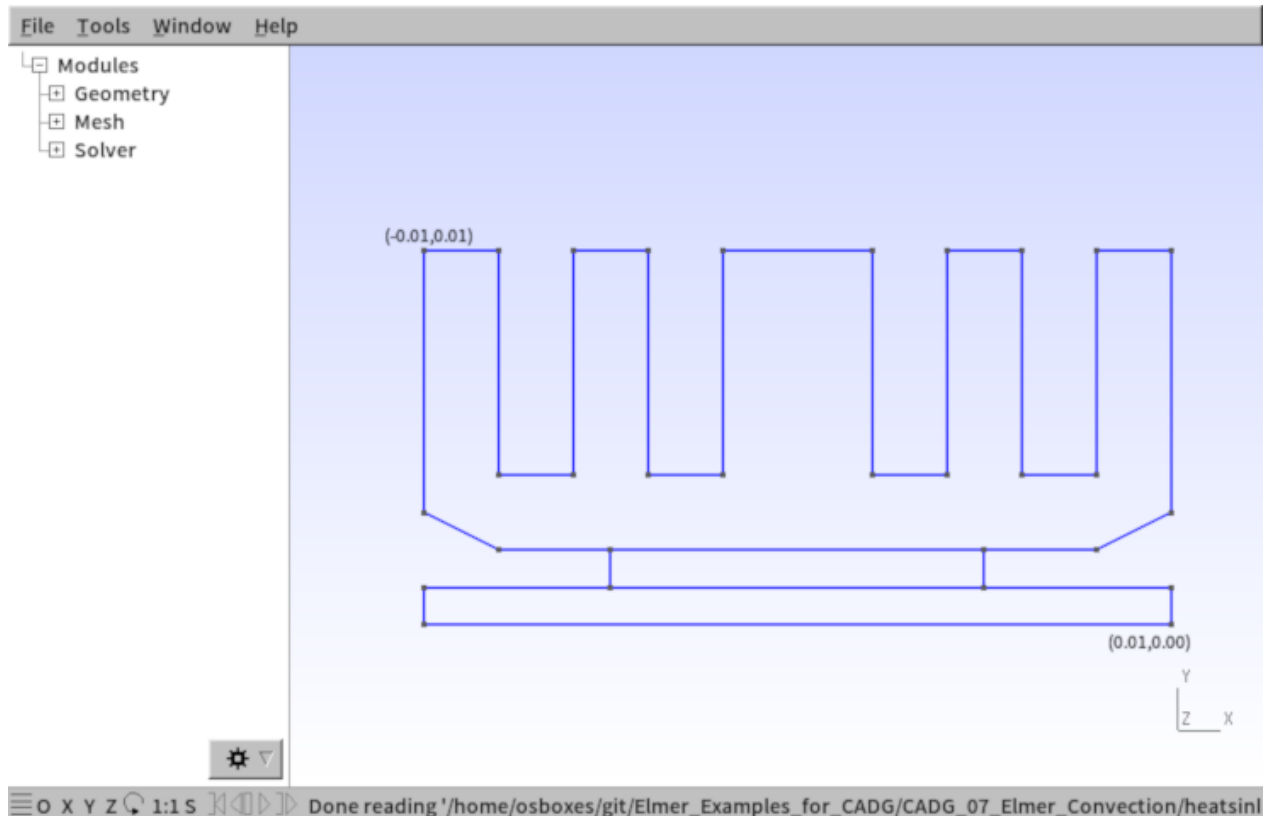 File Tools Window Help
Modules
Geometry
Mesh
Solver
(-0.01,0.01)
(0.01,0.00)
Y
Z X
O X Y Z 1:1 S Done reading '/home/osboxes/git/Elmer_Examples_for_CADG/CADG_07_Elmer_Convection/heatsinl